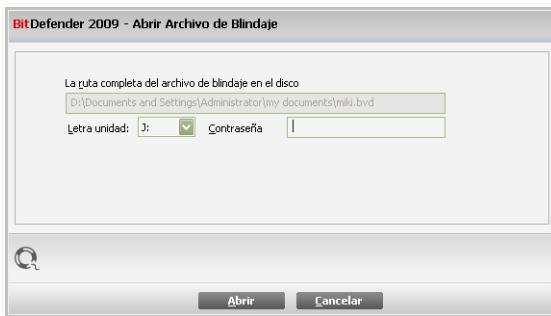 BitDefender 2009 - Abrir Archivo de Blindaje
La ruta completa del archivo de blindaje en el disco
D:\Documents and Settings\Administrator\my documents\miki.bvd
Letra unidad: J: Contraseña
Abrir Cancelar